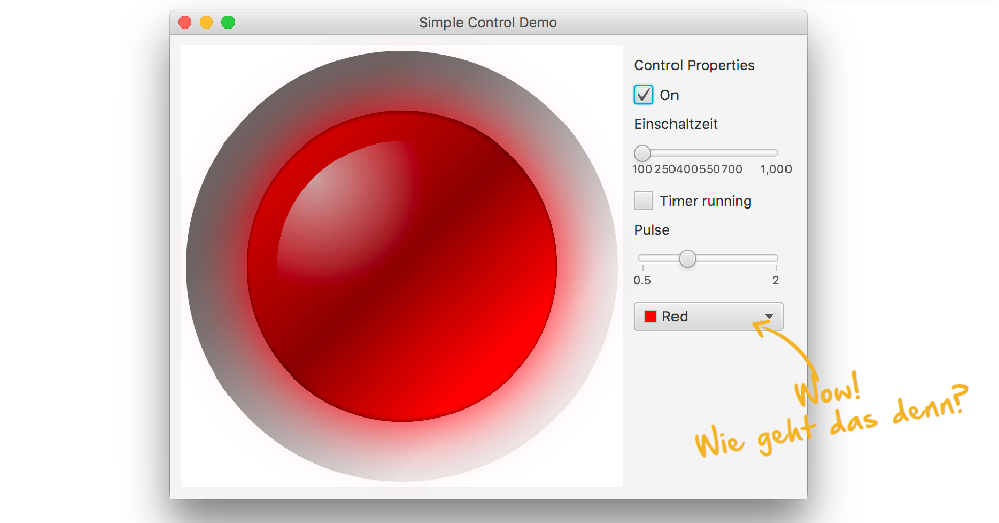 Simple Control Demo
Control Properties
On
Einschaltzeit
100 250 400 550 700 1,000
Timer running
Pulse
0.5 2
Red
Wow!
Wie geht das denn?